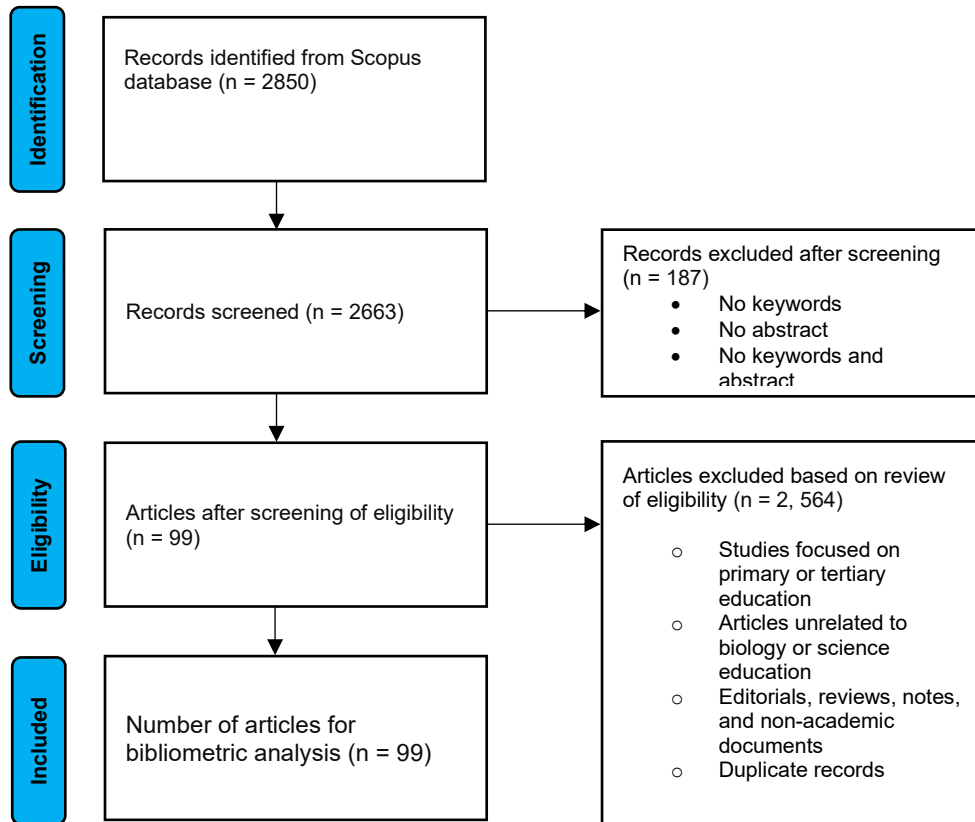 Identification
Records identified from Scopus
database (n = 2850)
Screening
Records screened (n = 2663)
Records excluded after screening
(n = 187)
• No keywords
• No abstract
• No keywords and
abstract
Eligibility
Articles after screening of eligibility
(n = 99)
Articles excluded based on review
of eligibility (n = 2, 564)
o Studies focused on
primary or tertiary
education
o Articles unrelated to
biology or science
education
o Editorials, reviews, notes,
and non-academic
documents
o Duplicate records
Included
Number of articles for
bibliometric analysis (n = 99)